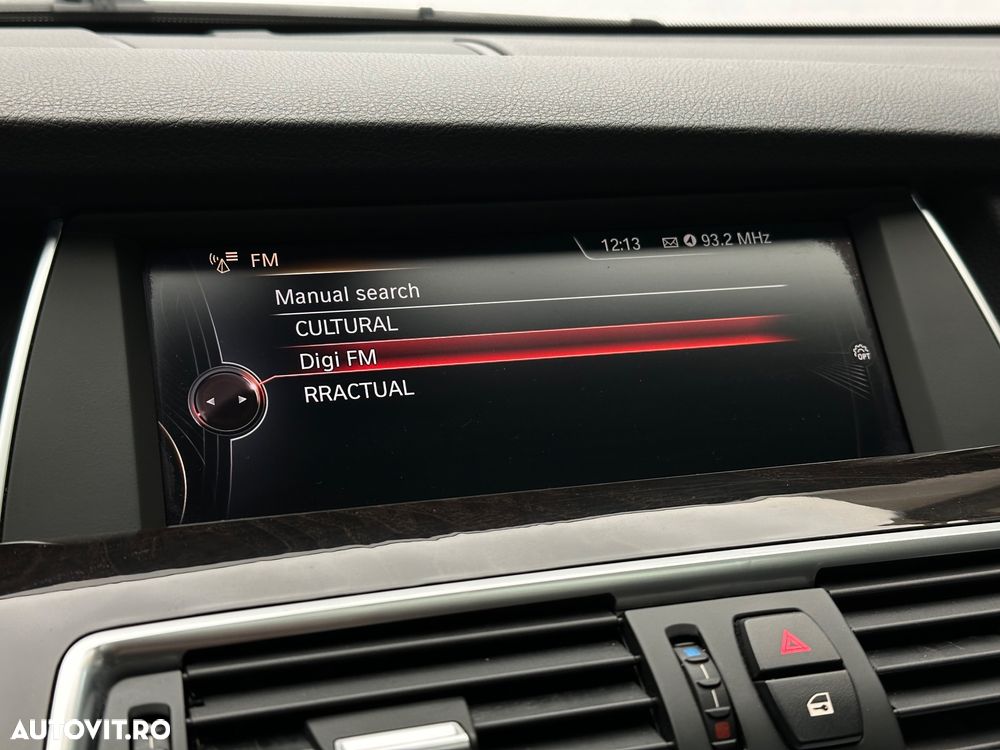 FM
12:13 93.2 MHz
Manual search
CULTURAL
Digi FM
RRACTUAL
OPT
AUTOVIT.RO